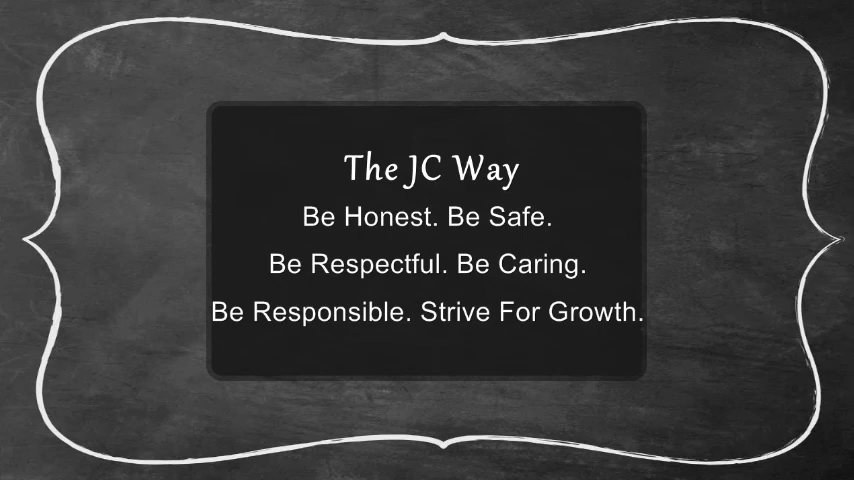 The JC Way
Be Honest. Be Safe.
Be Respectful. Be Caring.
Be Responsible. Strive For Growth.